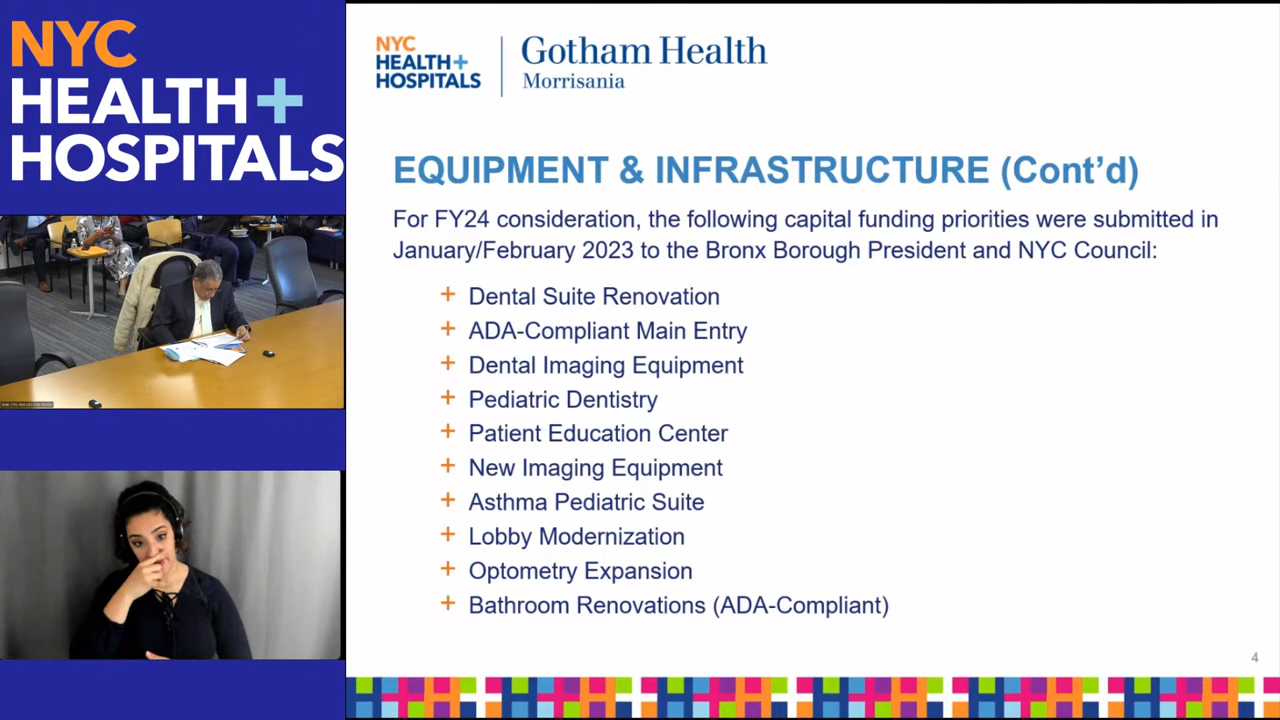 NYC
HEALTH+
HOSPITALS
NYC
HEALTH+
HOSPITALS
Gotham Health
Morrisania
EQUIPMENT & INFRASTRUCTURE (Cont’d)
For FY24 consideration, the following capital funding priorities were submitted in
January/February 2023 to the Bronx Borough President and NYC Council:
+ Dental Suite Renovation
+ ADA-Compliant Main Entry
+ Dental Imaging Equipment
+ Pediatric Dentistry
+ Patient Education Center
+ New Imaging Equipment
+ Asthma Pediatric Suite
+ Lobby Modernization
+ Optometry Expansion
+ Bathroom Renovations (ADA-Compliant)
4